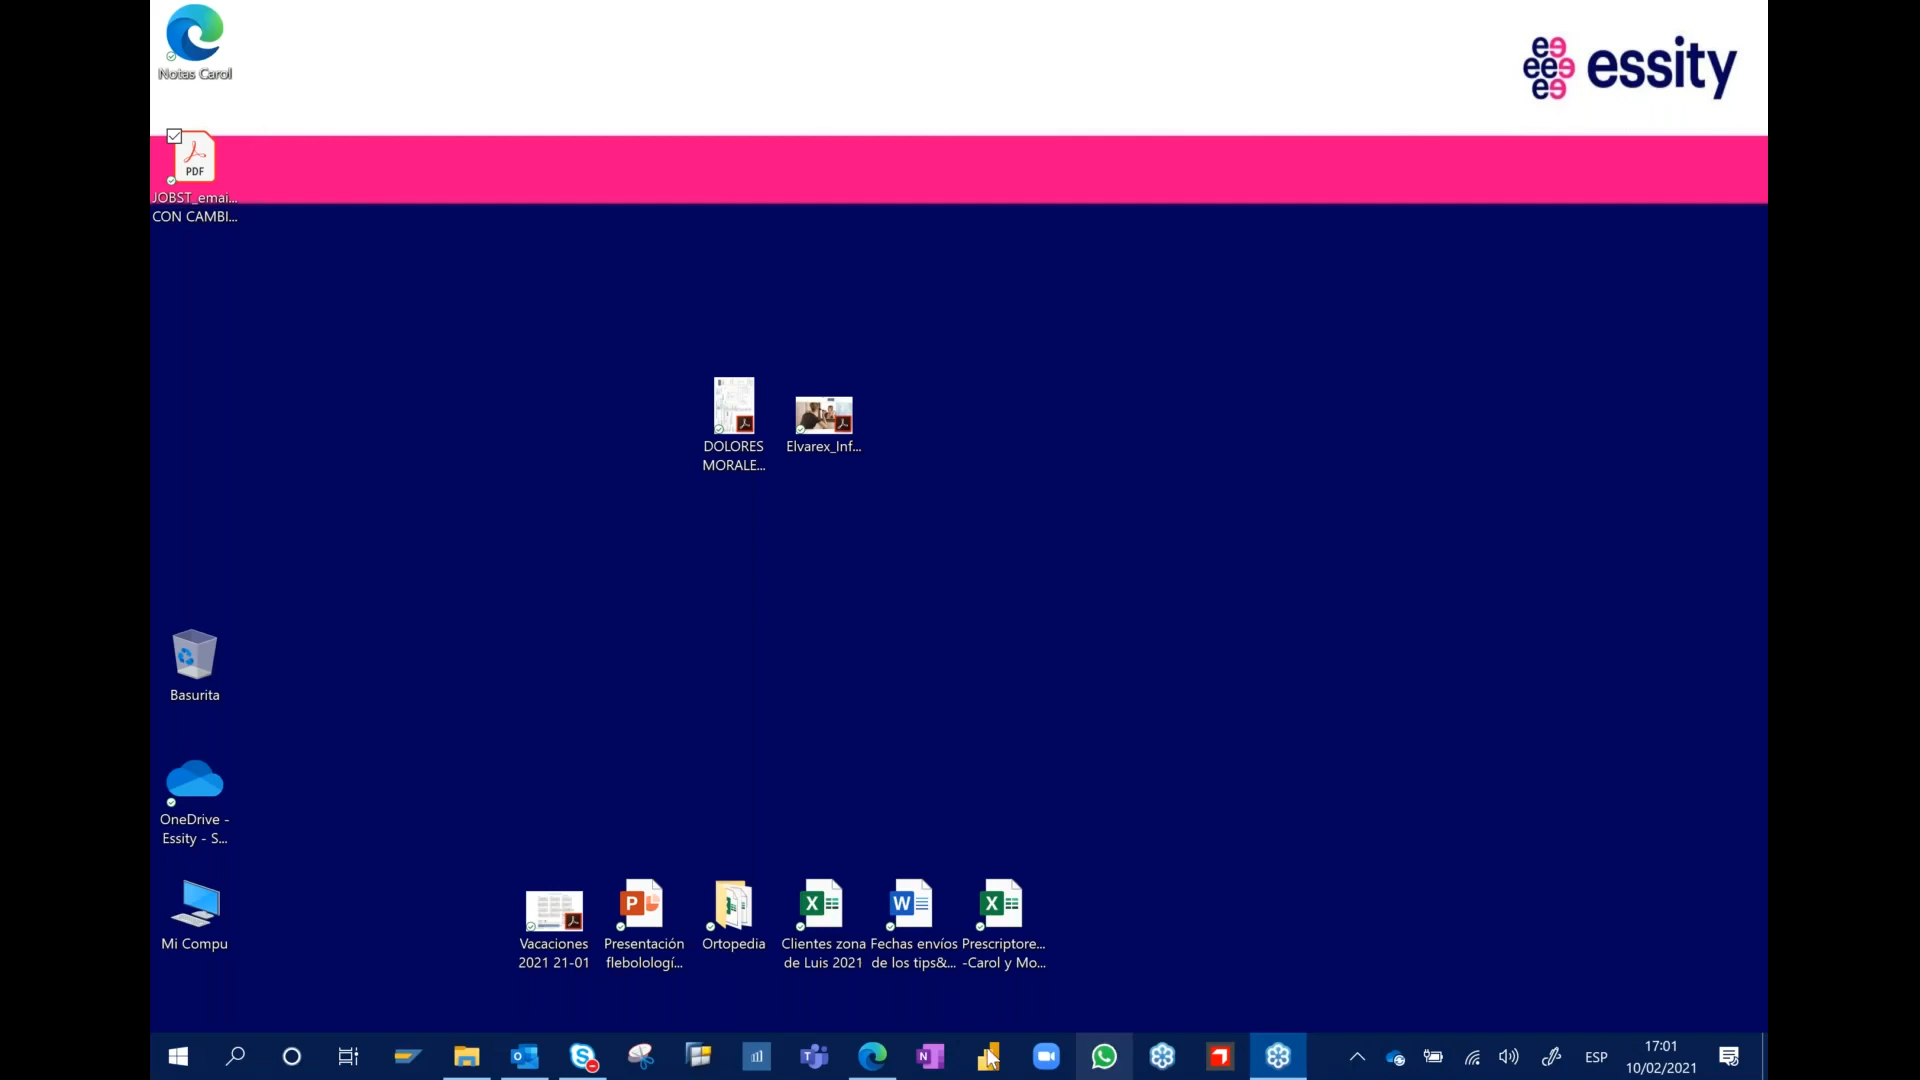 Notas Carol
essity
PDF
JOBST_emai...
CON CAMBI...
DOLORES
MORALE...
Elvarex_Inf...
Basurita
OneDrive -
Essity - S...
Mi Compu
Vacaciones
2021 21-01
Presentación
flebologí...
Ortopedia
Clientes zona
de Luis 2021
Fechas envíos
de los tips&...
Prescriptore...
-Carol y Mo...
ESP
17:01
10/02/2021